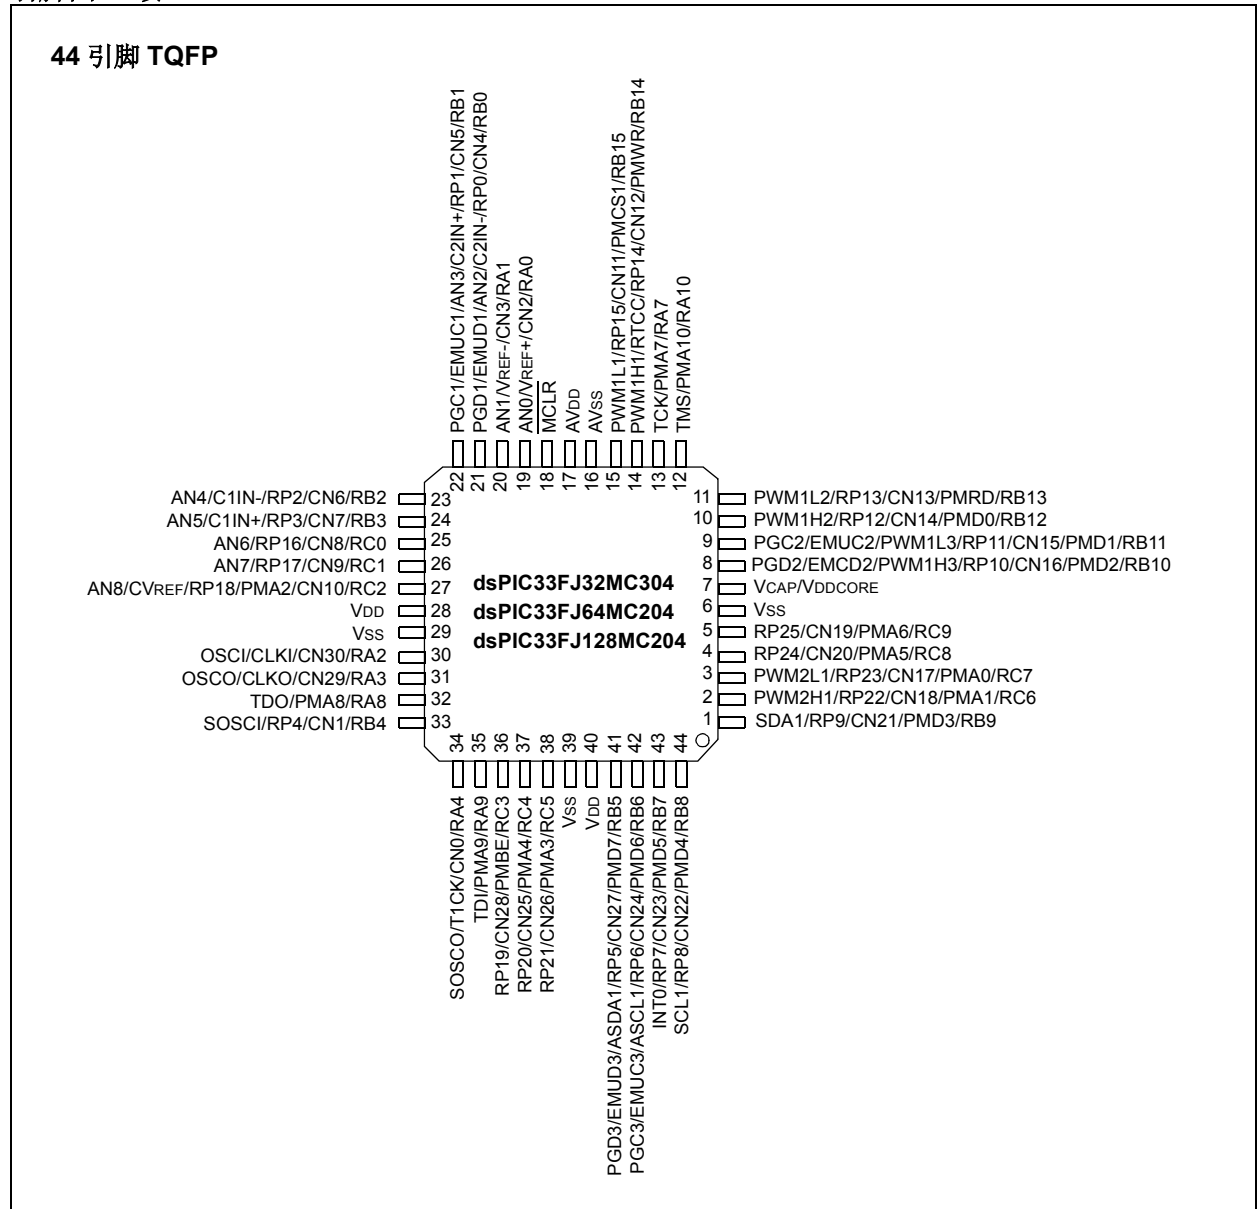 44 引脚 TQFP
PGC1/EMUC1/AN3/C2IN+/RP1/CN5/RB1
PGD1/EMUD1/AN2/C2IN-/RP0/CN4/RB0
AN1/VREF-/CN3/RA1
AN0/VREF+/CN2/RA0
MCLR
AVDD
AVSS
PWM1L1/RP15/CN11/PMCS1/RB15
PWM1H1/RTCC/RP14/CN12/PMWR/RB14
TCK/PMA7/RA7
TMS/PMA10/RA10
22 21 20 19 18 17 16 15 14 13 12
AN4/C1IN-/RP2/CN6/RB2 23
AN5/C1IN+/RP3/CN7/RB3 24
AN6/RP16/CN8/RC0 25
AN7/RP17/CN9/RC1 26
AN8/CVREF/RP18/PMA2/CN10/RC2 27
VDD 28
VSS 29
OSCI/CLKI/CN30/RA2 30
OSCO/CLKO/CN29/RA3 31
TDO/PMA8/RA8 32
SOSCI/RP4/CN1/RB4 33
dsPIC33FJ32MC304
dsPIC33FJ64MC204
dsPIC33FJ128MC204
11 PWM1L2/RP13/CN13/PMRD/RB13
10 PWM1H2/RP12/CN14/PMD0/RB12
9 PGC2/EMUC2/PWM1L3/RP11/CN15/PMD1/RB11
8 PGD2/EMCD2/PWM1H3/RP10/CN16/PMD2/RB10
7 VCAP/VDDCORE
6 VSS
5 RP25/CN19/PMA6/RC9
4 RP24/CN20/PMA5/RC8
3 PWM2L1/RP23/CN17/PMA0/RC7
2 PWM2H1/RP22/CN18/PMA1/RC6
1 SDA1/RP9/CN21/PMD3/RB9
34 35 36 37 38 39 40 41 42 43 44
SOSCO/T1CK/CN0/RA4
TDI/PMA9/RA9
RP19/CN28/PMBE/RC3
RP20/CN25/PMA4/RC4
RP21/CN26/PMA3/RC5
VSS
VDD
PGD3/EMUD3/ASDA1/RP5/CN27/PMD7/RB5
PGC3/EMUC3/ASCL1/RP6/CN24/PMD6/RB6
INT0/RP7/CN23/PMD5/RB7
SCL1/RP8/CN22/PMD4/RB8